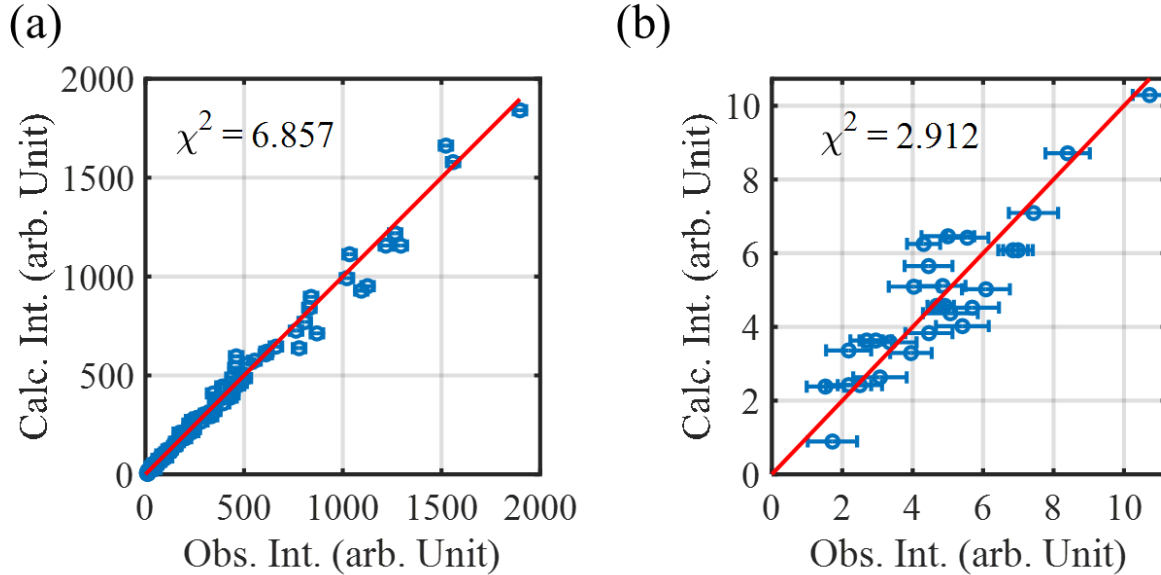 (a)
2000
1500
1000
500
0
Calc. Int. (arb. Unit)
χ² = 6.857
0 500 1000 1500 2000
Obs. Int. (arb. Unit)
(b)
10
8
6
4
2
0
Calc. Int. (arb. Unit)
χ² = 2.912
0 2 4 6 8 10
Obs. Int. (arb. Unit)